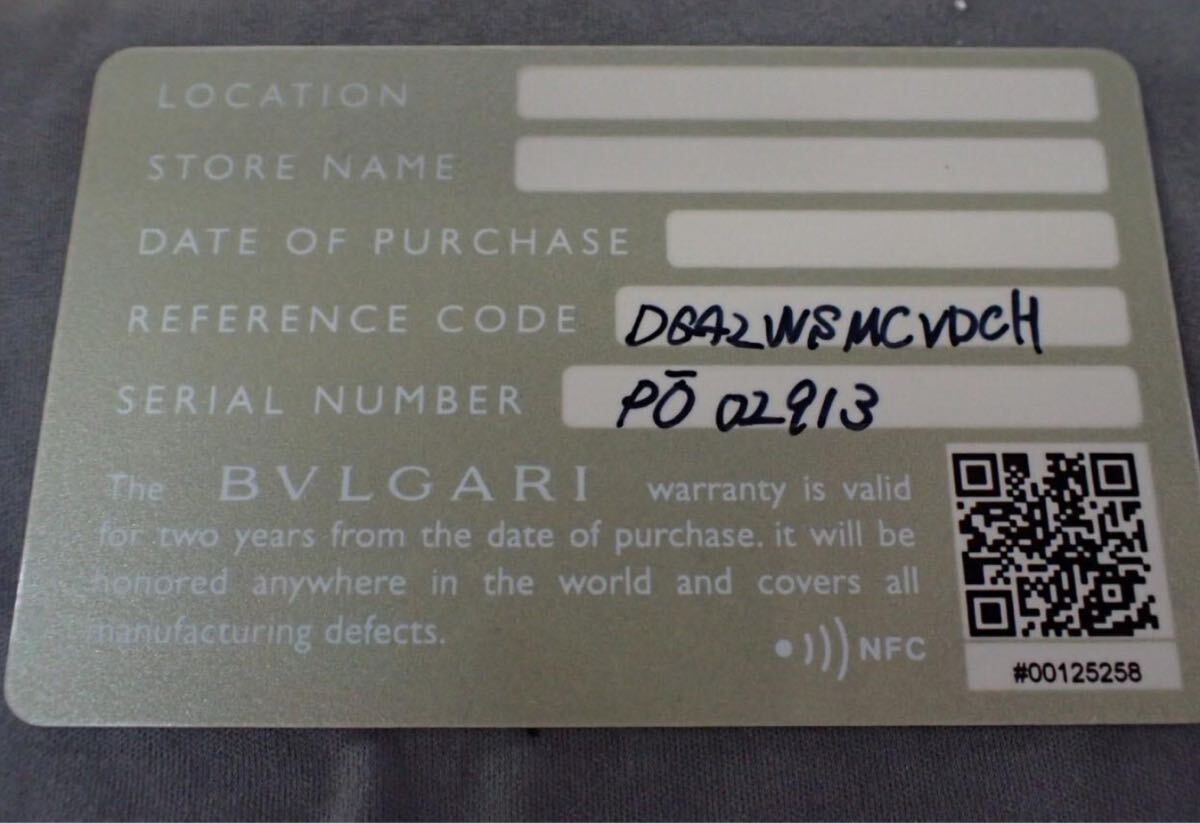 LOCATION
STORE NAME
DATE OF PURCHASE
REFERENCE CODE DG42WSMCVDCH
SERIAL NUMBER PŌ 02913
The BVLGARI warranty is valid
for two years from the date of purchase. it will be
honored anywhere in the world and covers all
manufacturing defects.
NFC
#00125258